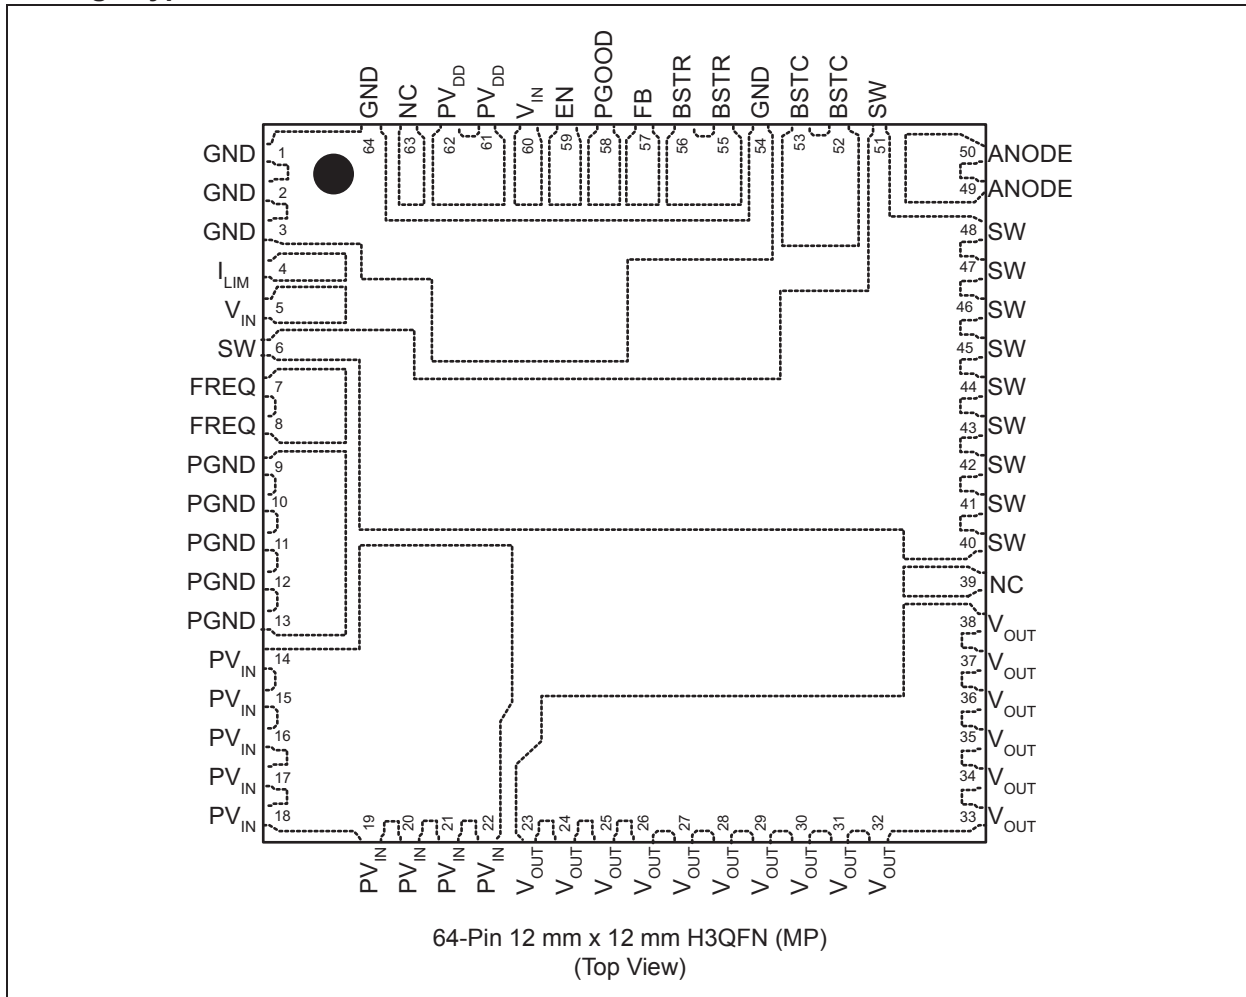 GND
NC
PVDD
PVDD
VIN
EN
PGOOD
FB
BSTR
BSTR
GND
BSTC
BSTC
SW
64
63
62
61
60
59
58
57
56
55
54
53
52
51
GND 1
GND 2
GND 3
ILIM 4
VIN 5
SW 6
FREQ 7
FREQ 8
PGND 9
PGND 10
PGND 11
PGND 12
PGND 13
PVIN 14
PVIN 15
PVIN 16
PVIN 17
PVIN 18
50 ANODE
49 ANODE
48 SW
47 SW
46 SW
45 SW
44 SW
43 SW
42 SW
41 SW
40 SW
39 NC
38 VOUT
37 VOUT
36 VOUT
35 VOUT
34 VOUT
33 VOUT
19
20
21
22
23
24
25
26
27
28
29
30
31
32
PVIN
PVIN
PVIN
PVIN
VOUT
VOUT
VOUT
VOUT
VOUT
VOUT
VOUT
VOUT
VOUT
VOUT
64-Pin 12 mm x 12 mm H3QFN (MP)
(Top View)